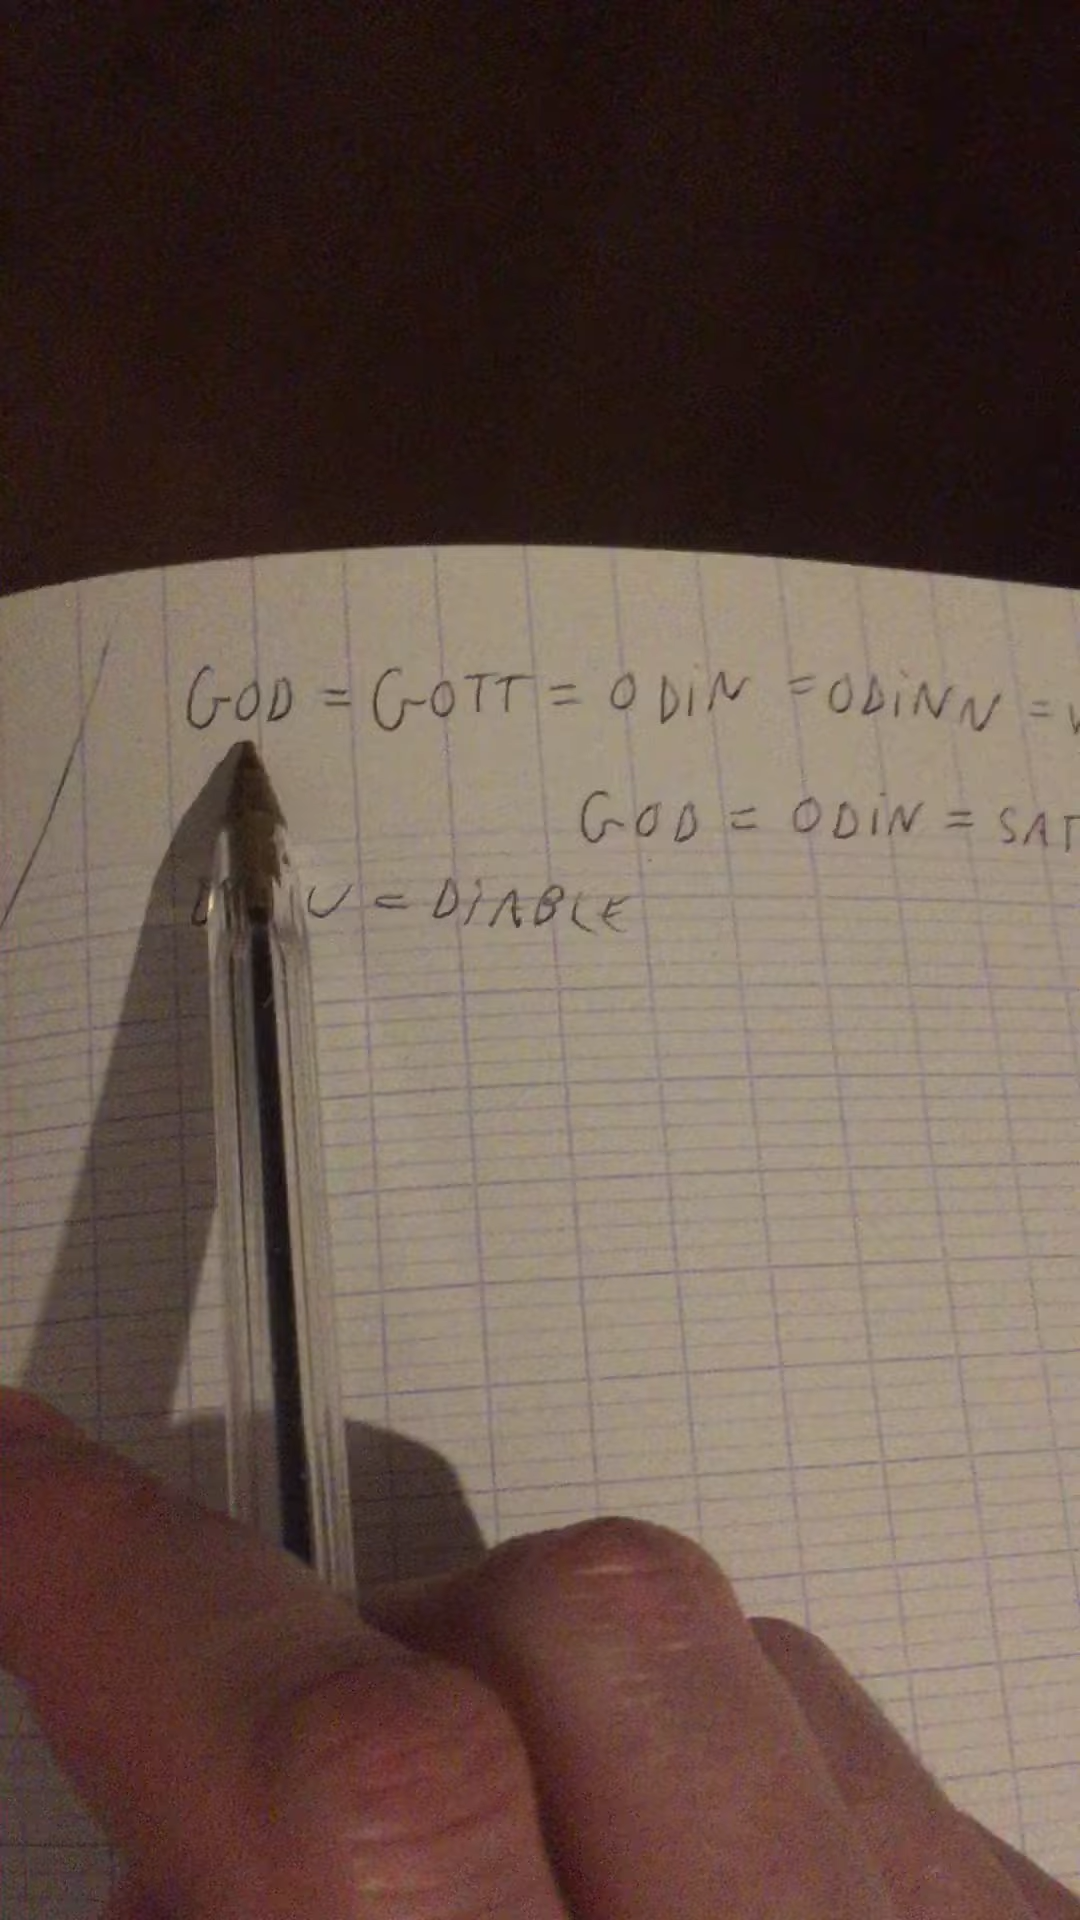 GOD = GOTT = ODiN = ODiNN =
GOD = ODiN = SAT
= DiABLE